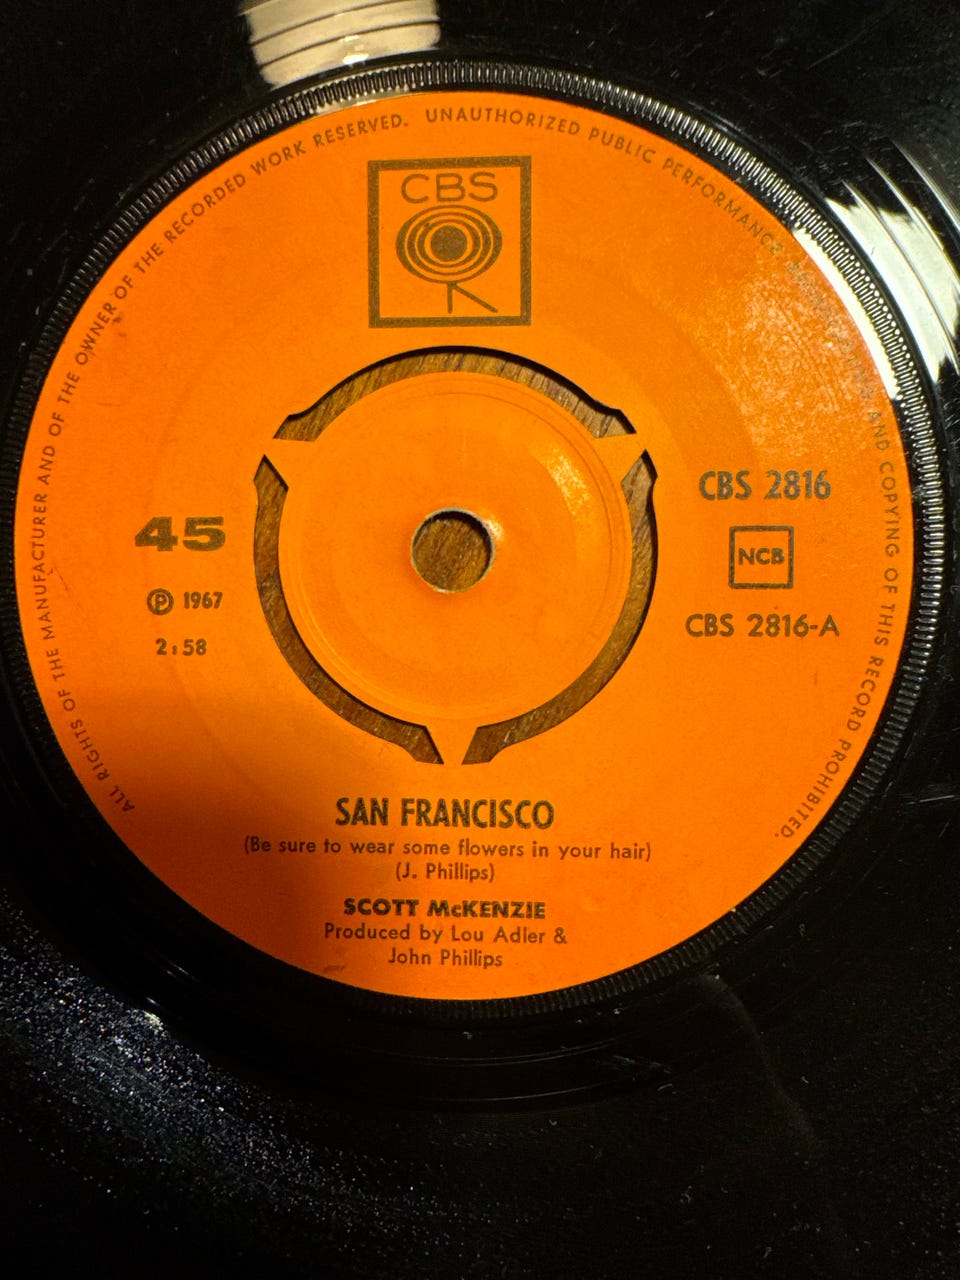 ALL RIGHTS OF THE MANUFACTURER AND OF THE OWNER OF THE RECORDED WORK RESERVED. UNAUTHORIZED PUBLIC PERFORMANCE AND COPYING OF THIS RECORD PROHIBITED.
CBS
45
℗ 1967
2:58
CBS 2816
NCB
CBS 2816-A
SAN FRANCISCO
(Be sure to wear some flowers in your hair)
(J. Phillips)
SCOTT McKENZIE
Produced by Lou Adler &
John Phillips